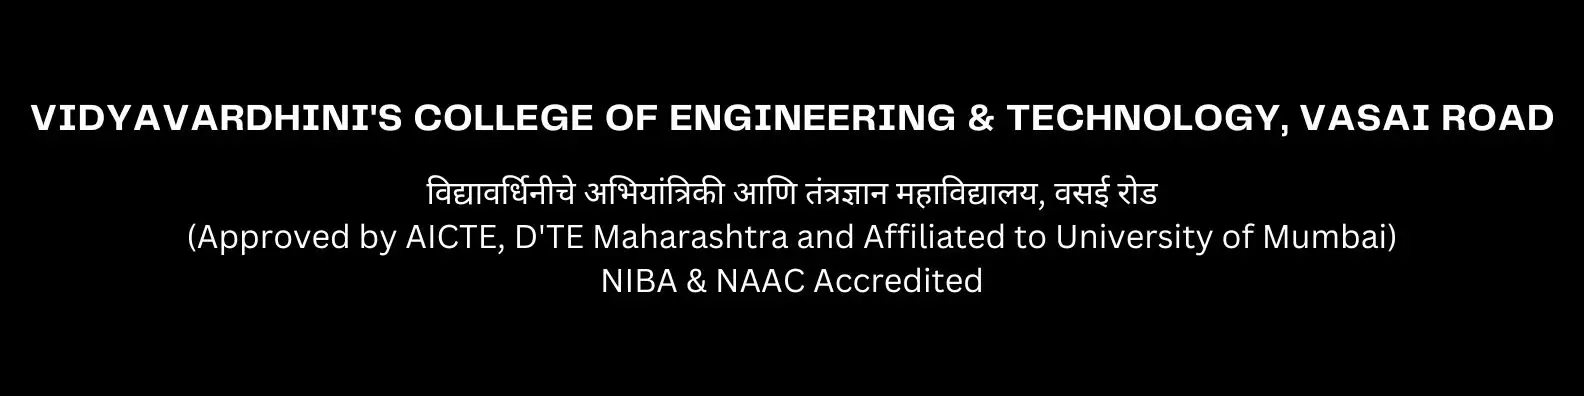 VIDYAVARDHINI'S COLLEGE OF ENGINEERING & TECHNOLOGY, VASAI ROAD
विद्यावर्धिनीचे अभियांत्रिकी आणि तंत्रज्ञान महाविद्यालय, वसई रोड
(Approved by AICTE, D'TE Maharashtra and Affiliated to University of Mumbai)
NIBA & NAAC Accredited